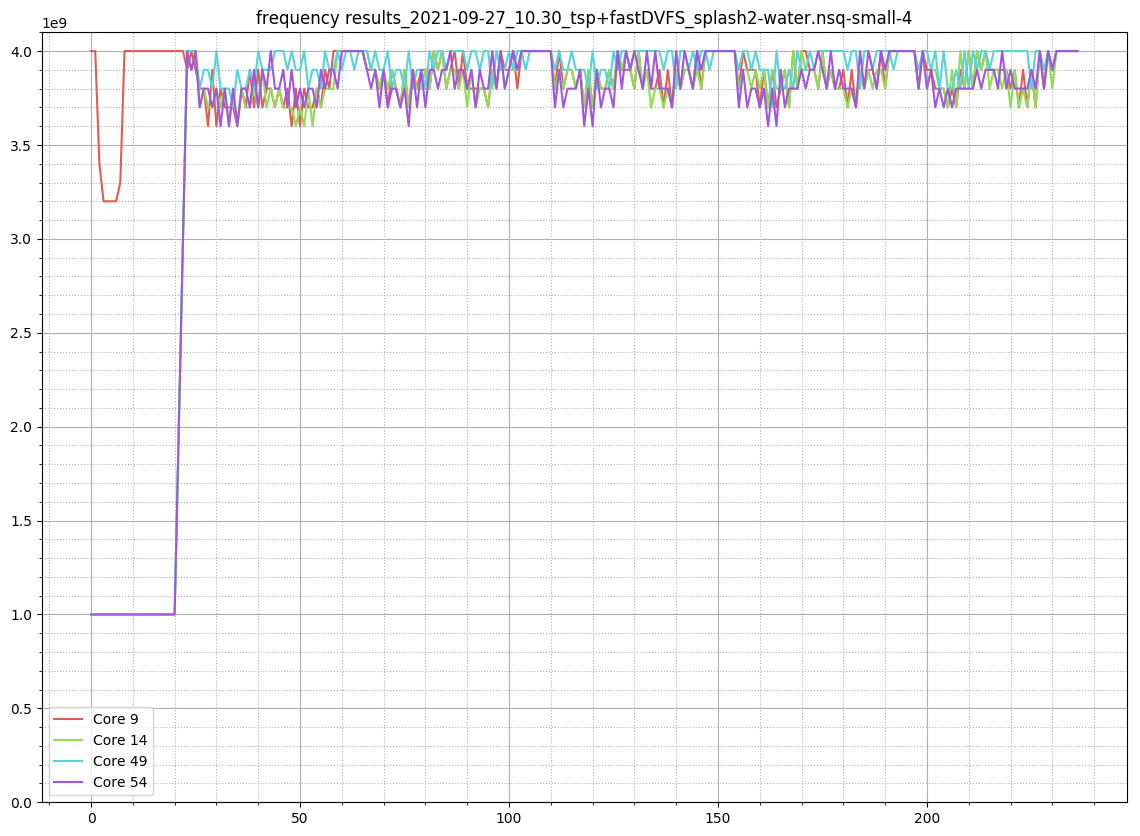 frequency results_2021-09-27_10.30_tsp+fastDVFS_splash2-water.nsq-small-4
1e9
4.0
3.5
3.0
2.5
2.0
1.5
1.0
0.5
0.0
Core 9
Core 14
Core 49
Core 54
0 50 100 150 200